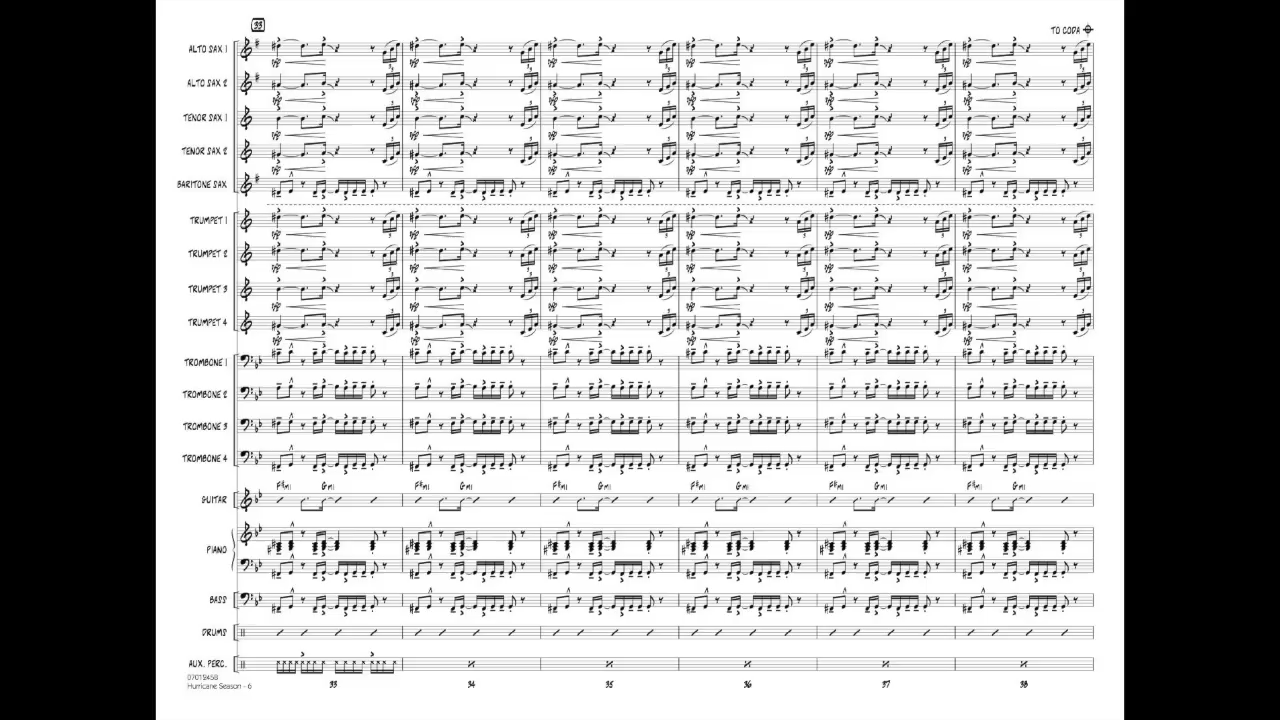 33
TO CODA
ALTO SAX 1
ALTO SAX 2
TENOR SAX 1
TENOR SAX 2
BARITONE SAX
TRUMPET 1
TRUMPET 2
TRUMPET 3
TRUMPET 4
TROMBONE 1
TROMBONE 2
TROMBONE 3
TROMBONE 4
F#MI GMI F#MI GMI F#MI GMI F#MI GMI F#MI GMI F#MI GMI
GUITAR
PIANO
BASS
DRUMS
AUX. PERC.
07019458
Hurricane Season - 6
33 34 35 36 37 38